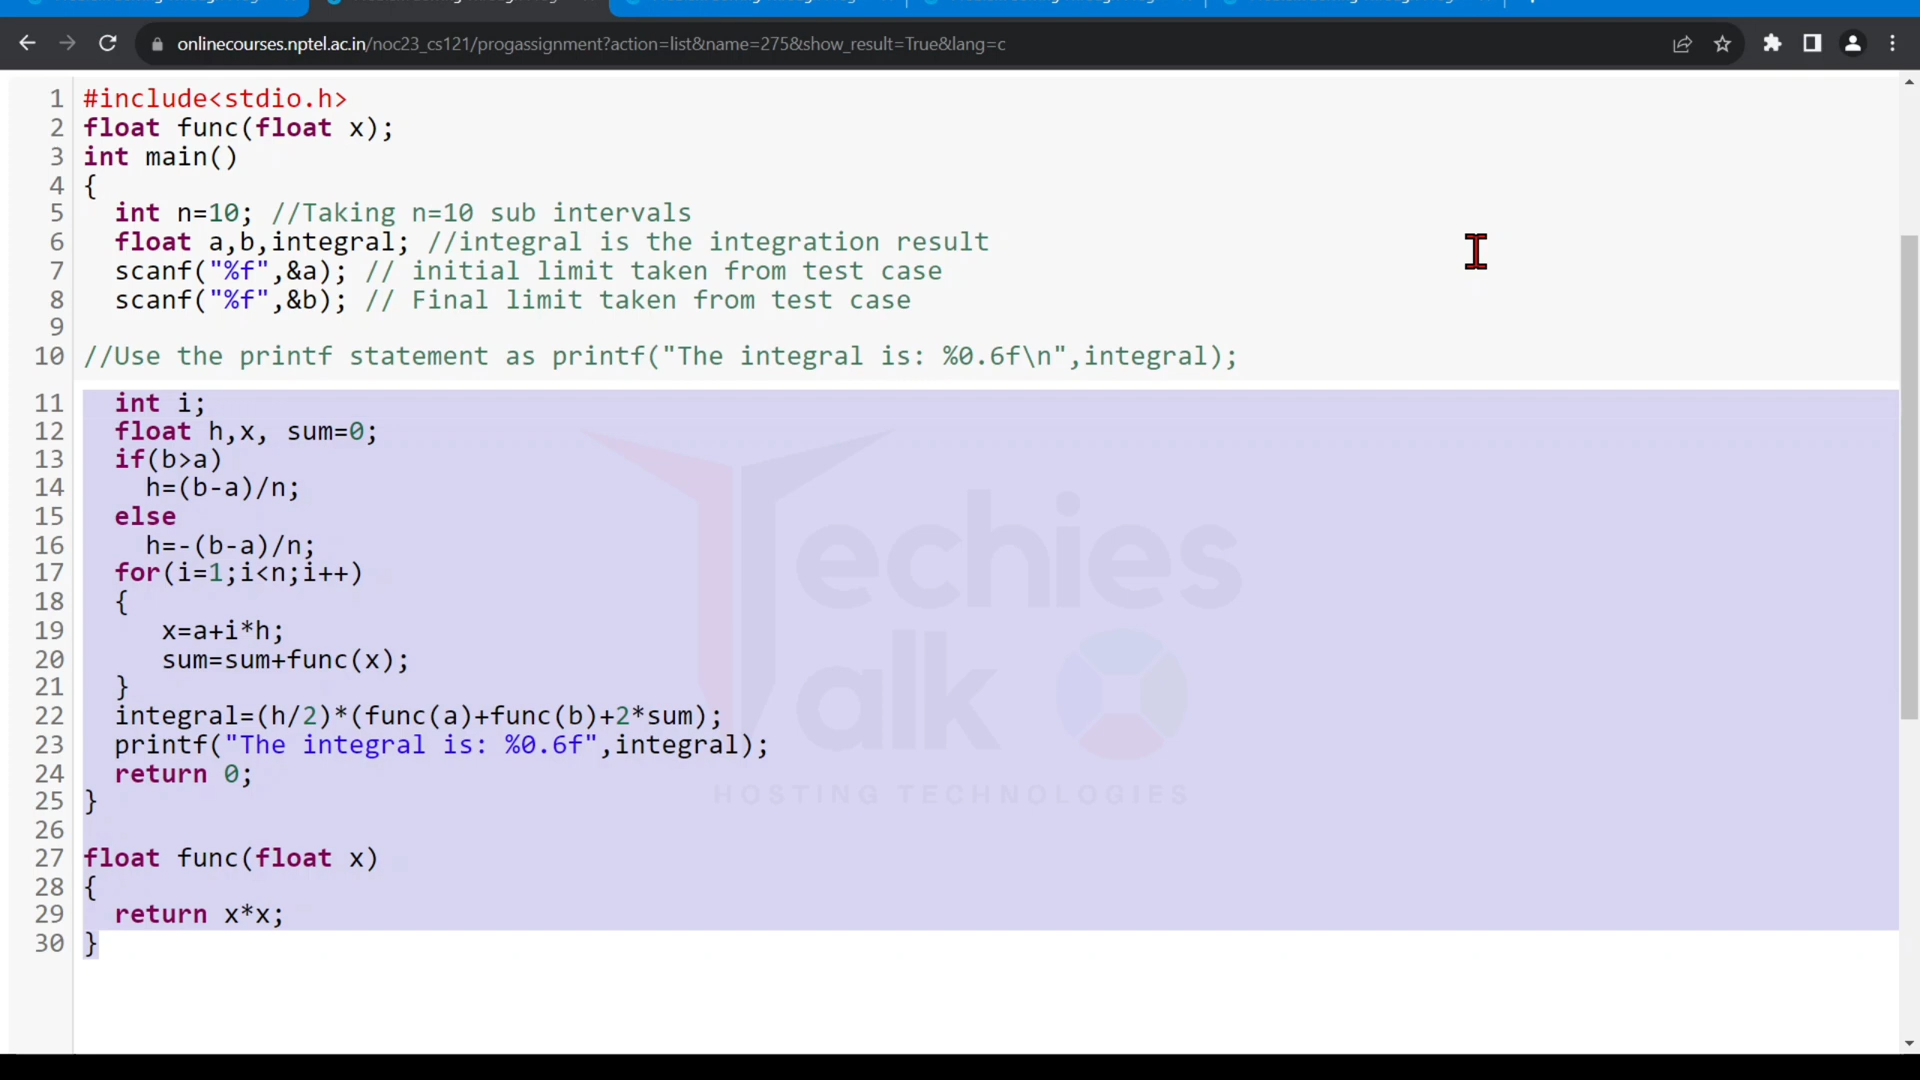 onlinecourses.nptel.ac.in/noc23_cs121/progassignment?action=list&name=275&show_result=True&lang=c
1 #include<stdio.h>
2 float func(float x);
3 int main()
4 {
5 int n=10; //Taking n=10 sub intervals
6 float a,b,integral; //integral is the integration result
7 scanf("%f",&a); // initial limit taken from test case
8 scanf("%f",&b); // Final limit taken from test case
9
10 //Use the printf statement as printf("The integral is: %0.6f\n",integral);
11 int i;
12 float h,x, sum=0;
13 if(b>a)
14 h=(b-a)/n;
15 else
16 h=-(b-a)/n;
17 for(i=1;i<n;i++)
18 {
19 x=a+i*h;
20 sum=sum+func(x);
21 }
22 integral=(h/2)*(func(a)+func(b)+2*sum);
23 printf("The integral is: %0.6f",integral);
24 return 0;
25 }
26
27 float func(float x)
28 {
29 return x*x;
30 }
Techies
Talk
HOSTING TECHNOLOGIES